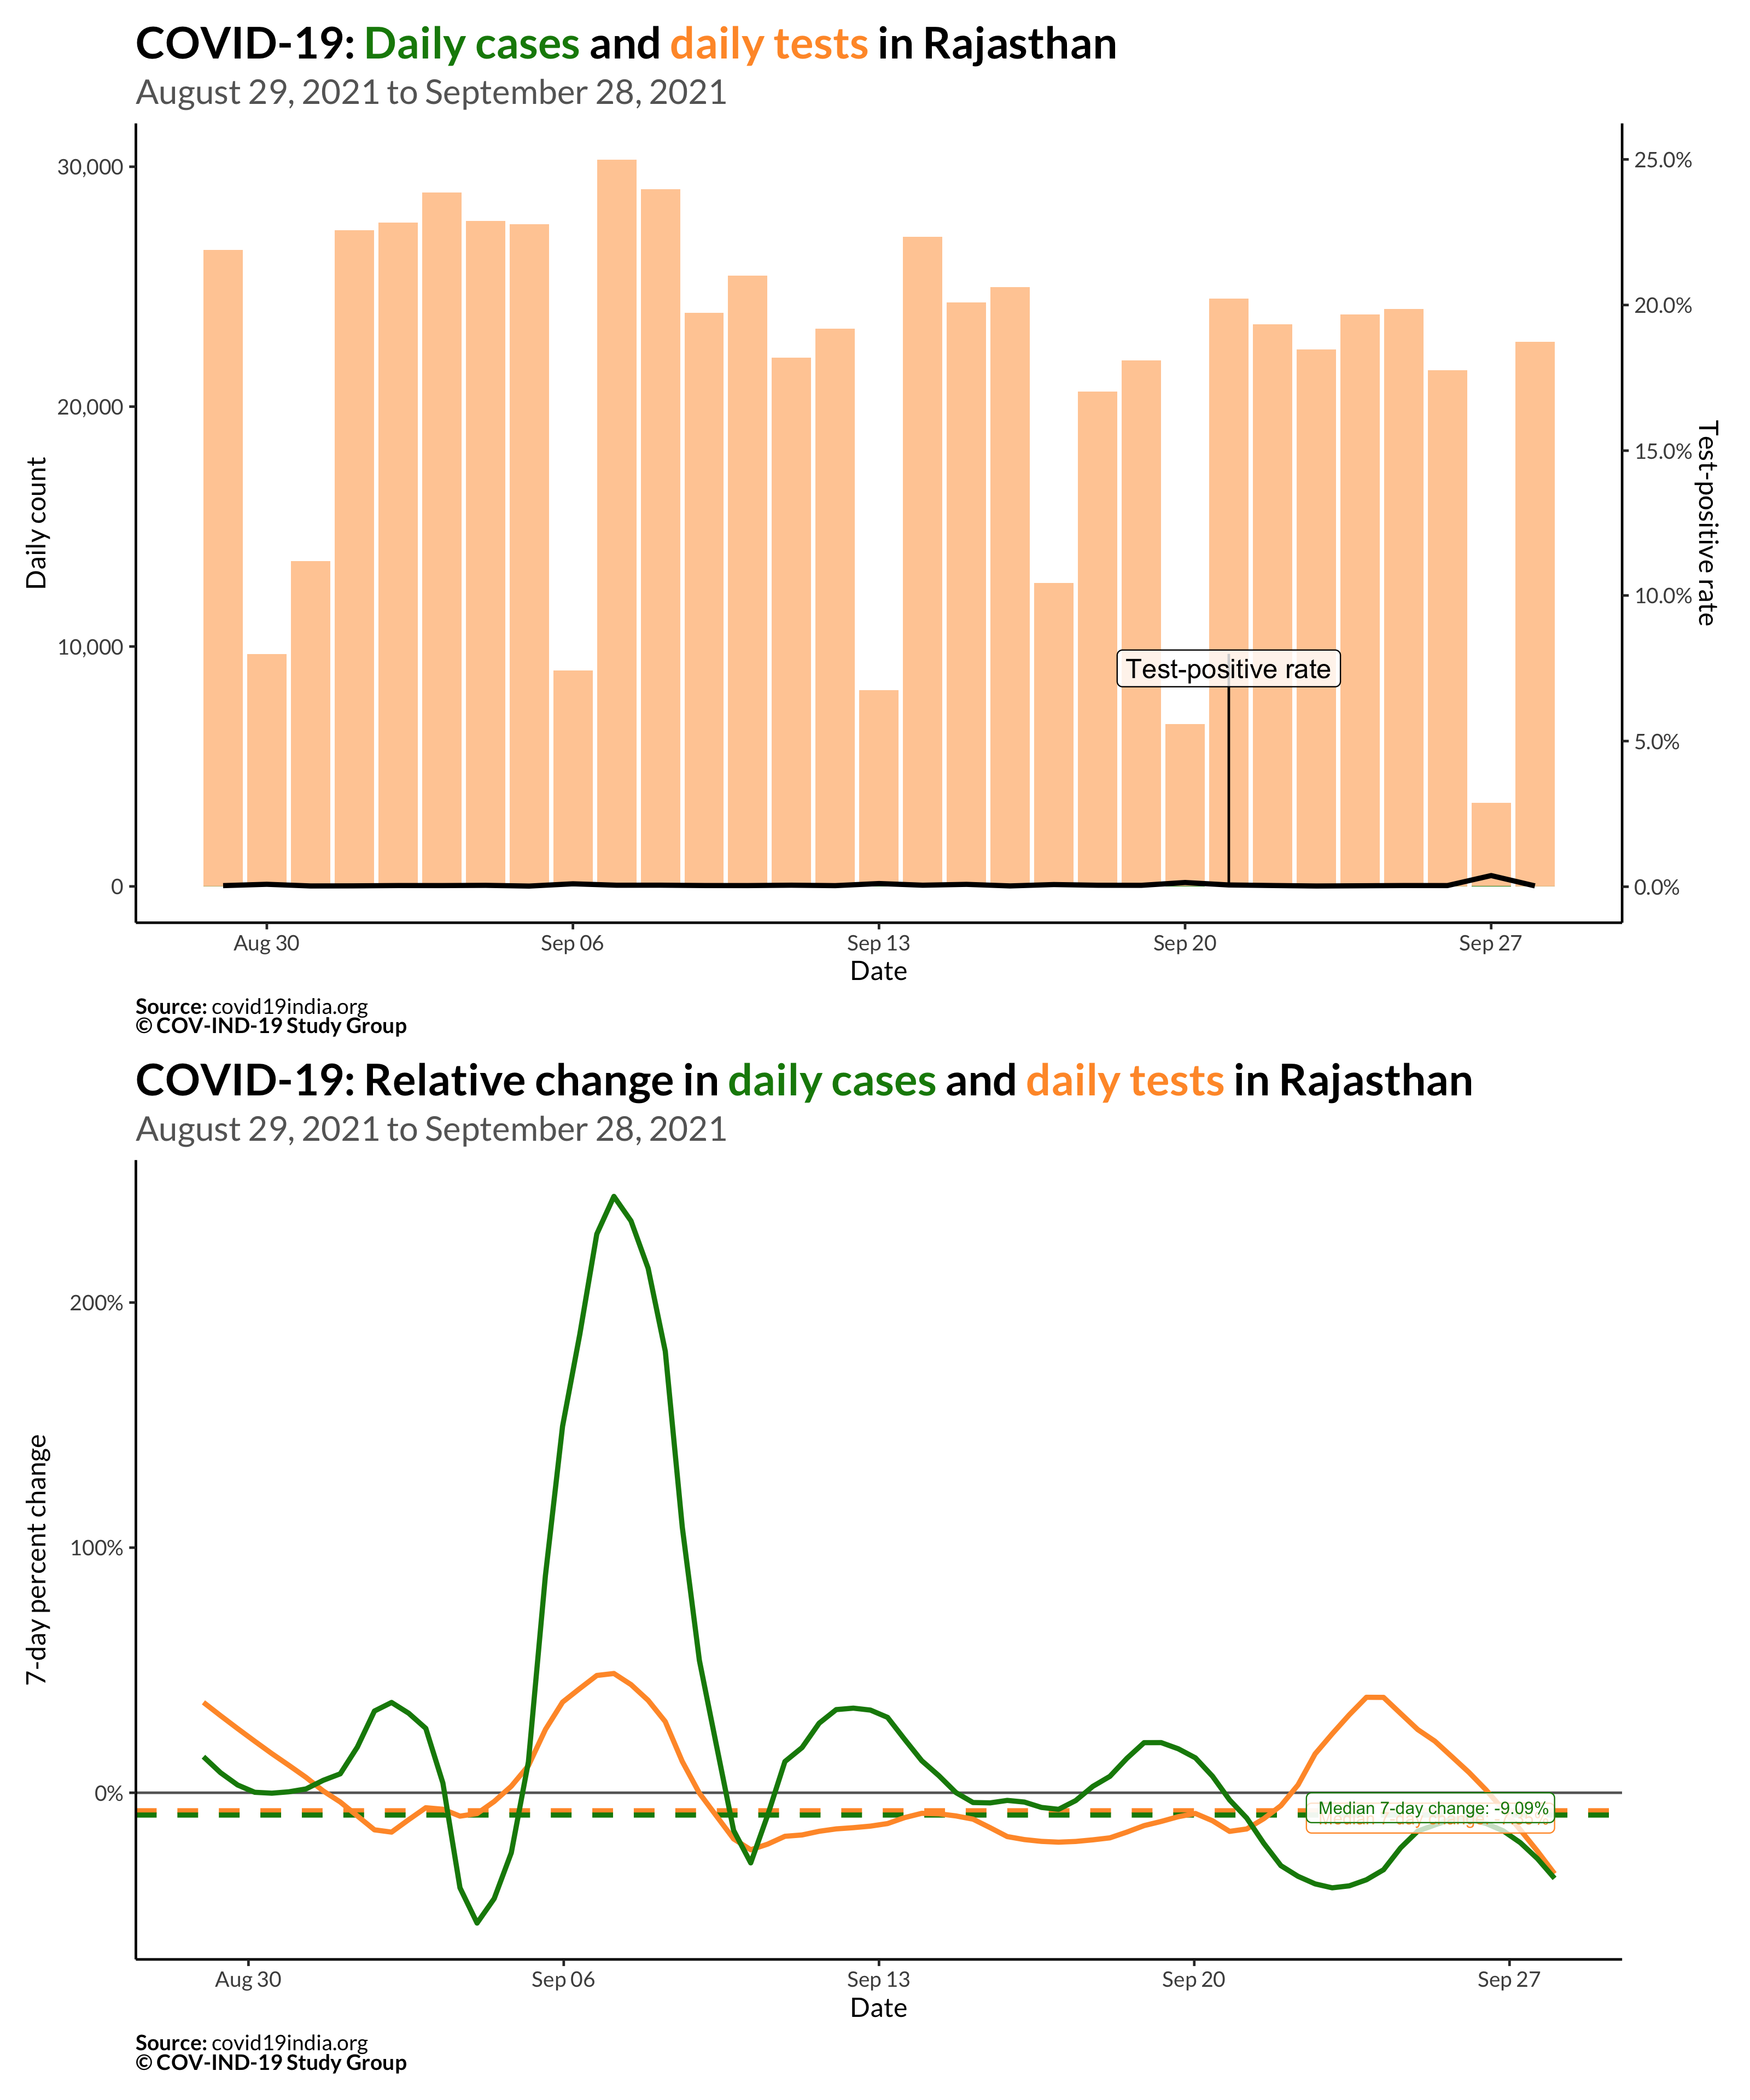 COVID-19: Daily cases and daily tests in Rajasthan
August 29, 2021 to September 28, 2021
30,000
20,000
10,000
0
Daily count
25.0%
20.0%
15.0%
10.0%
5.0%
0.0%
Test-positive rate
Test-positive rate
Aug 30
Sep 06
Sep 13
Sep 20
Sep 27
Date
Source: covid19india.org
© COV-IND-19 Study Group
COVID-19: Relative change in daily cases and daily tests in Rajasthan
August 29, 2021 to September 28, 2021
200%
100%
0%
7-day percent change
Median 7-day change: -9.09%
Median 7-day change:
Aug 30
Sep 06
Sep 13
Sep 20
Sep 27
Date
Source: covid19india.org
© COV-IND-19 Study Group